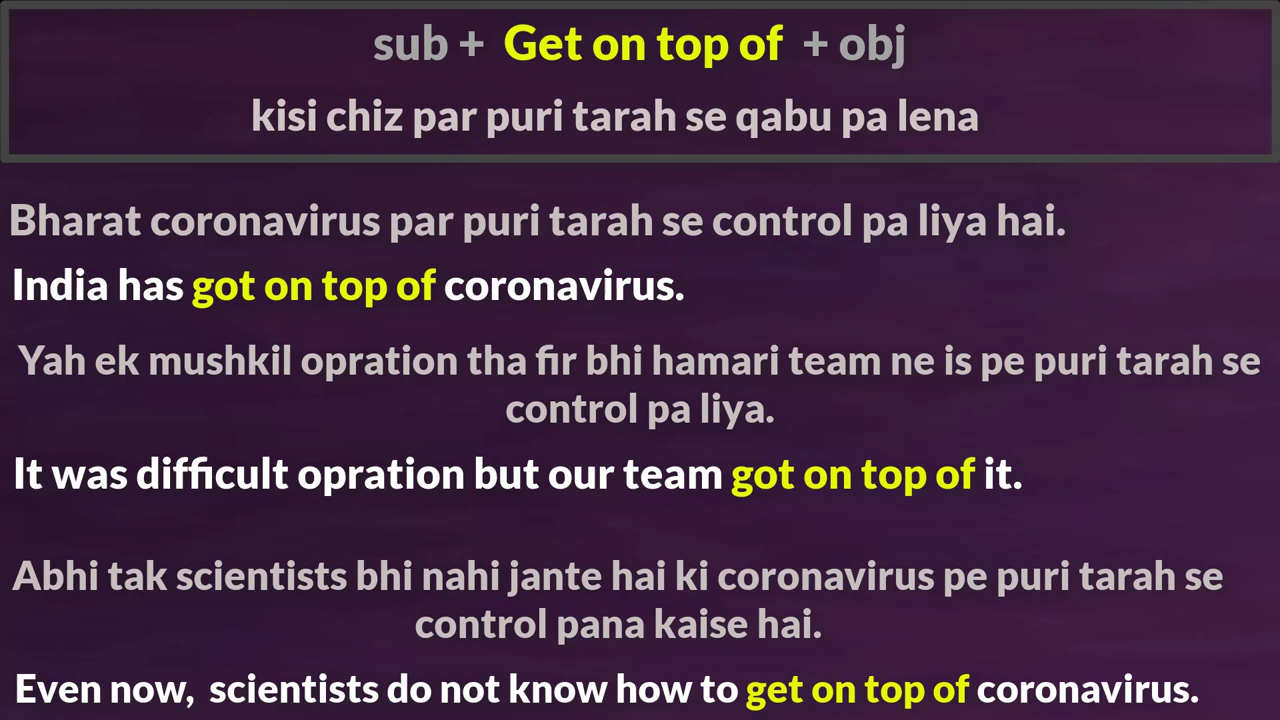 sub + Get on top of + obj
kisi chiz par puri tarah se qabu pa lena
Bharat coronavirus par puri tarah se control pa liya hai.
India has got on top of coronavirus.
Yah ek mushkil opration tha fir bhi hamari team ne is pe puri tarah se
control pa liya.
It was difficult opration but our team got on top of it.
Abhi tak scientists bhi nahi jante hai ki coronavirus pe puri tarah se
control pana kaise hai.
Even now, scientists do not know how to get on top of coronavirus.